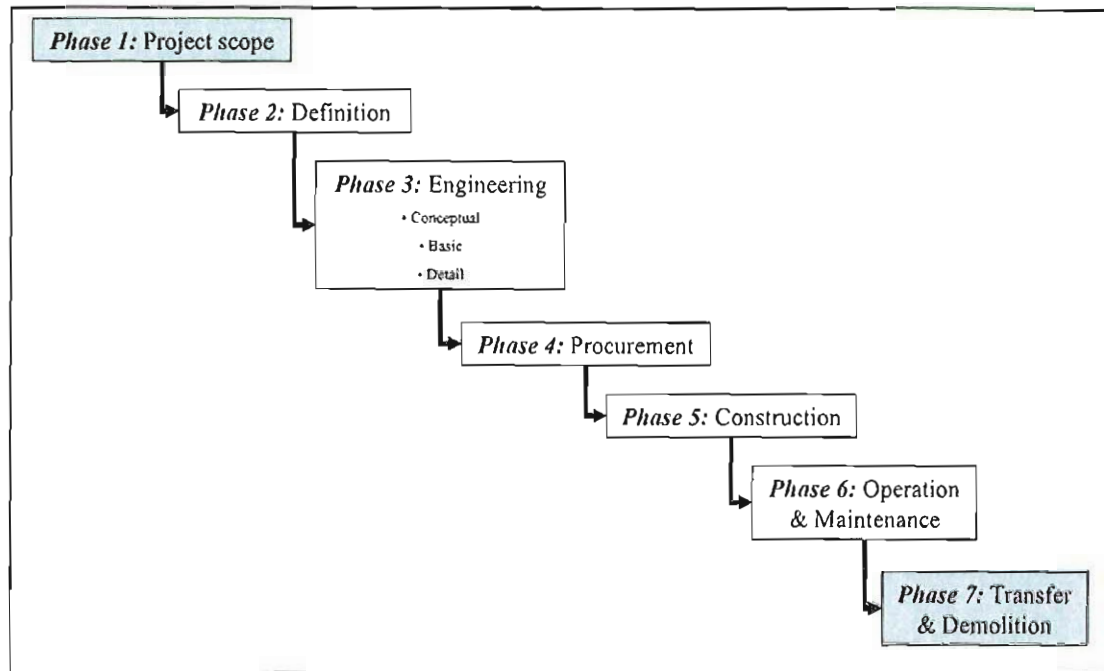 Phase 1: Project scope
Phase 2: Definition
Phase 3: Engineering
• Conceptual
• Basic
• Detail
Phase 4: Procurement
Phase 5: Construction
Phase 6: Operation
& Maintenance
Phase 7: Transfer
& Demolition